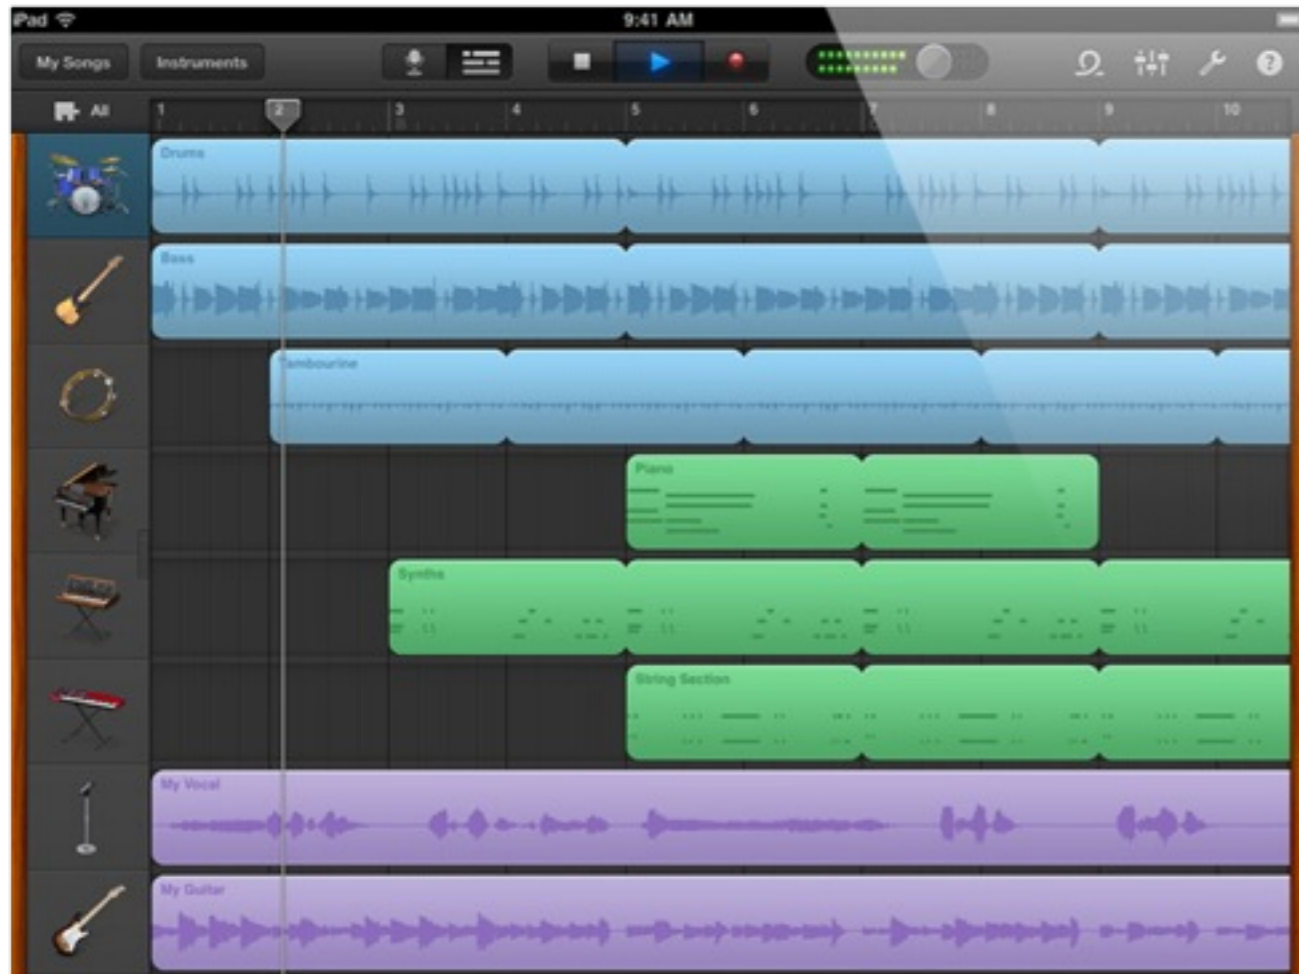 iPad 9:41 AM
My Songs Instruments
All 1 2 3 4 5 6 7 8 9 10
Drums
Bass
Tambourine
Piano
Synths
String Section
My Vocal
My Guitar